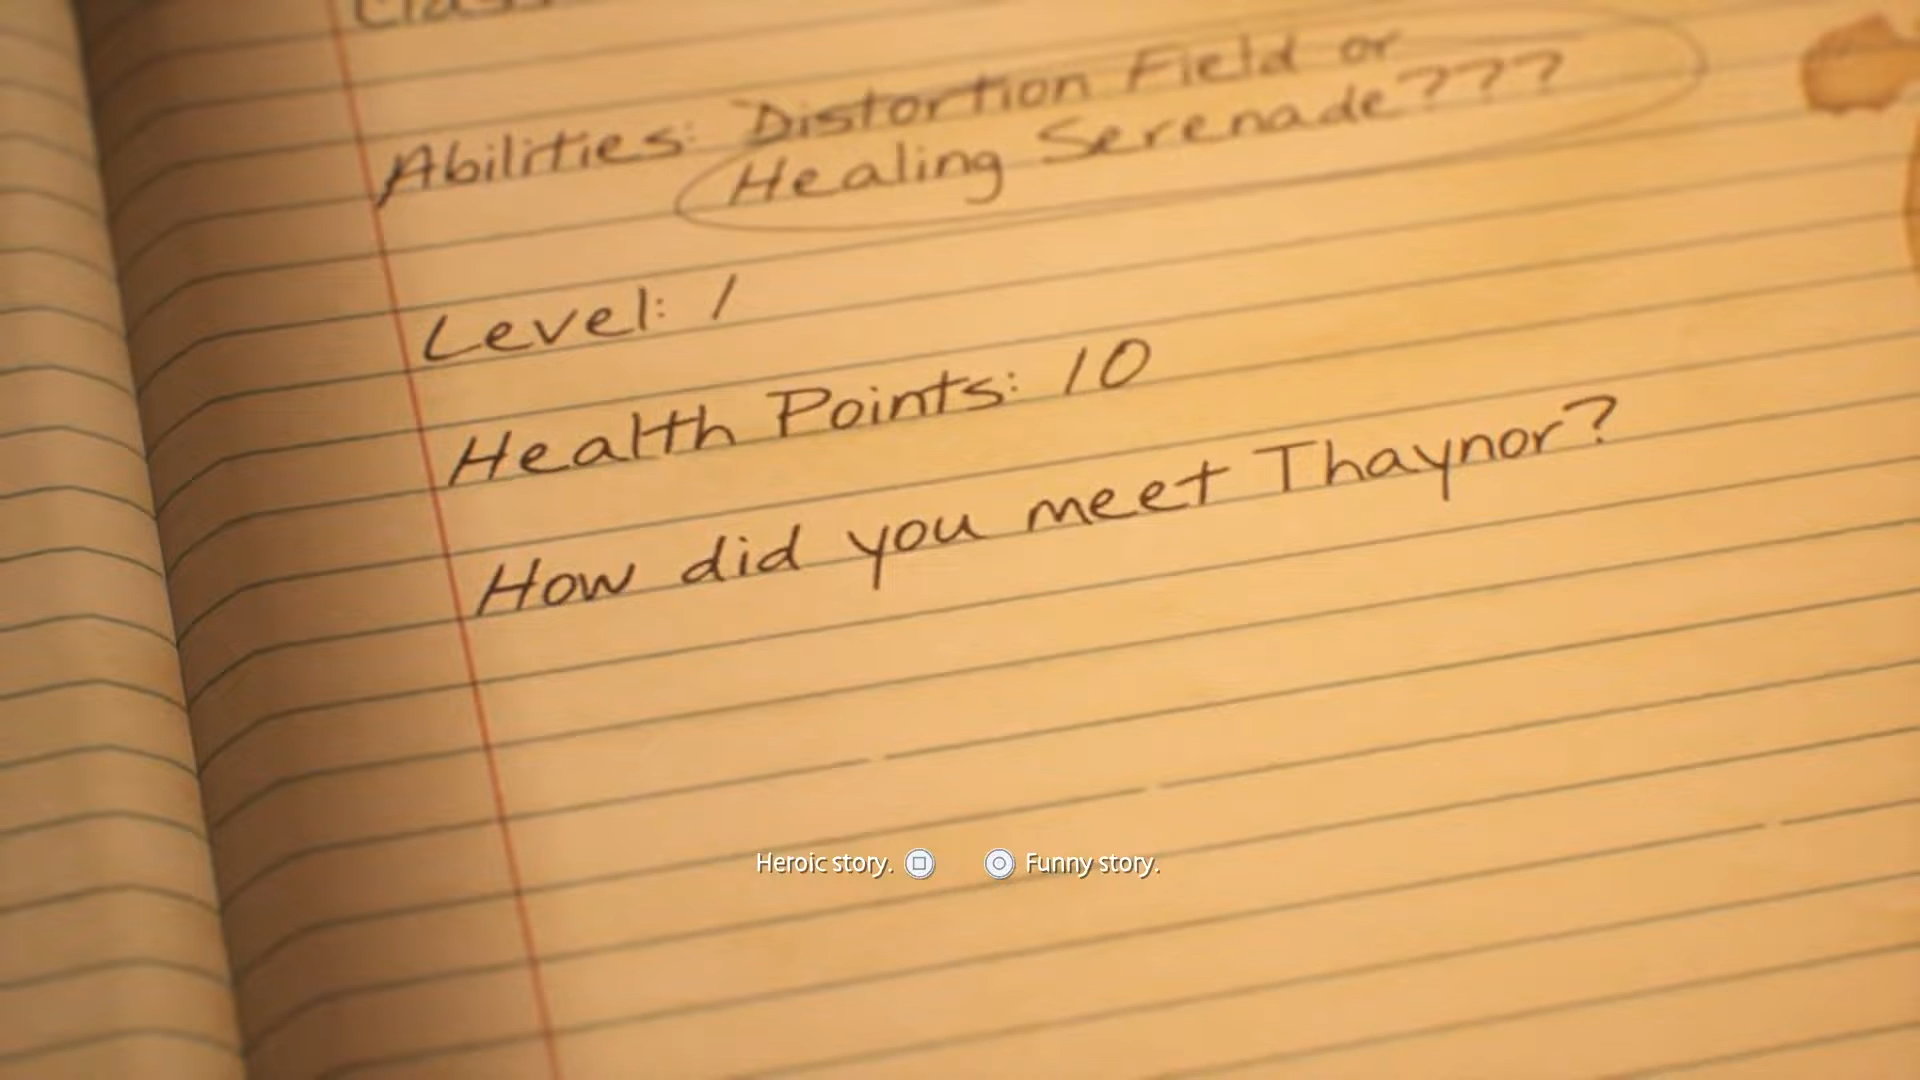 Abilities: Distortion Field or
Healing Serenade???
Level: 1
Health Points: 10
How did you meet Thaynor?
Heroic story. Funny story.